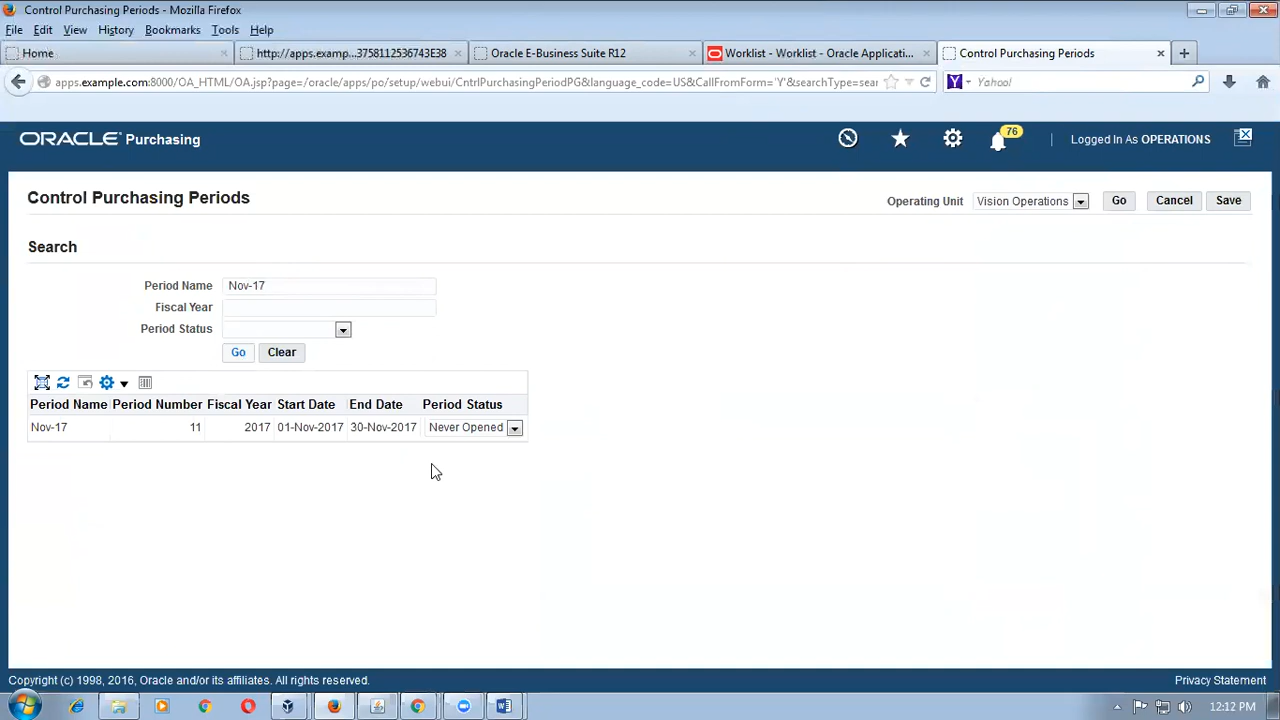 Control Purchasing Periods - Mozilla Firefox
File Edit View History Bookmarks Tools Help
Home
http://apps.examp...3758112536743E38
Oracle E-Business Suite R12
Worklist - Worklist - Oracle Applicati...
Control Purchasing Periods
apps.example.com:8000/OA_HTML/OA.jsp?page=/oracle/apps/po/setup/webui/CntrlPurchasingPeriodPG&language_code=US&CallFromForm='Y'&searchType=sear
Yahoo!
ORACLE Purchasing
76
Logged In As OPERATIONS
Control Purchasing Periods
Operating Unit Vision Operations Go Cancel Save
Search
Period Name Nov-17
Fiscal Year
Period Status
Go Clear
Period Name Period Number Fiscal Year Start Date End Date Period Status
Nov-17 11 2017 01-Nov-2017 30-Nov-2017 Never Opened
Copyright (c) 1998, 2016, Oracle and/or its affiliates. All rights reserved.
Privacy Statement
12:12 PM